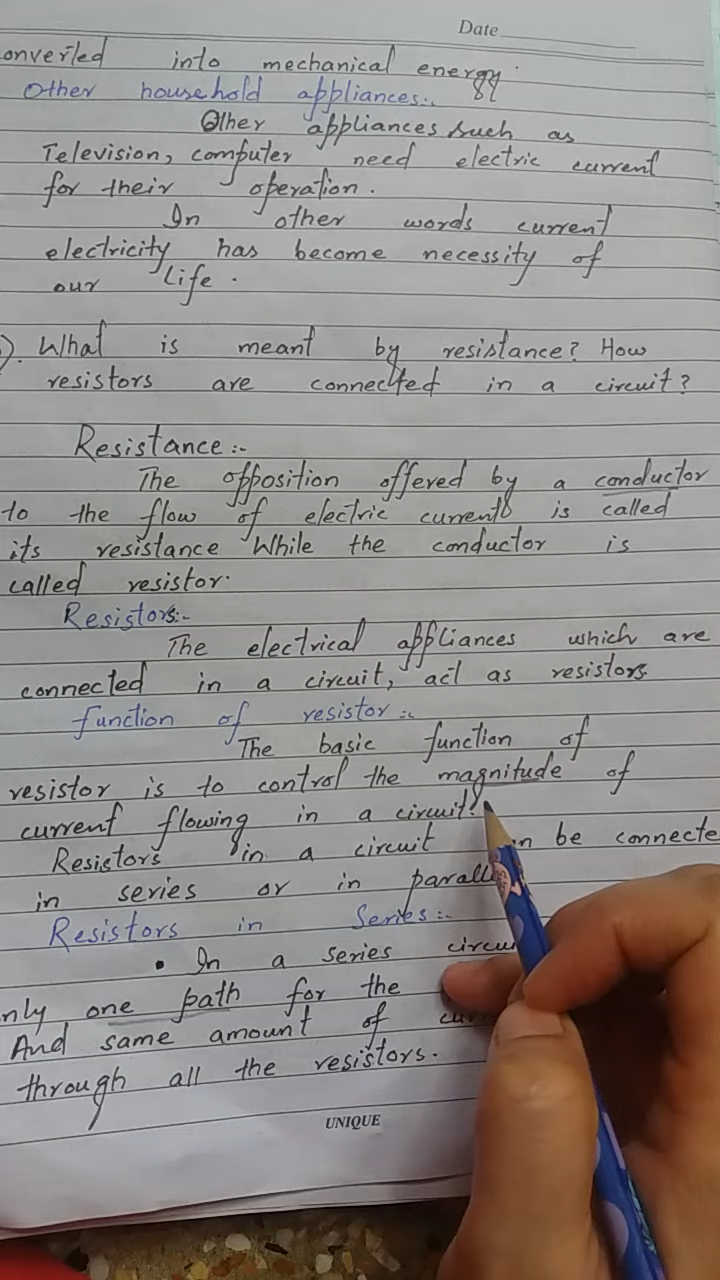 Date
onverted into mechanical energy.
Other household appliances:-
Other appliances such as
Television, computer need electric current
for their operation.
In other words current
electricity has become necessity of
our Life.
). What is meant by resistance? How
resistors are connected in a circuit?
Resistance:-
The opposition offered by a conductor
to the flow of electric current is called
its resistance While the conductor is
called resistor.
Resistors:-
The electrical appliances which are
connected in a circuit, act as resistors
function of resistor:-
The basic function of
resistor is to control the magnitude of
current flowing in a circuit.
Resistors in a circuit n be connecte
in series or in parall
Resistors in Series:-
• In a series circu
nly one path for the
And same amount of curr
through all the resistors.
UNIQUE